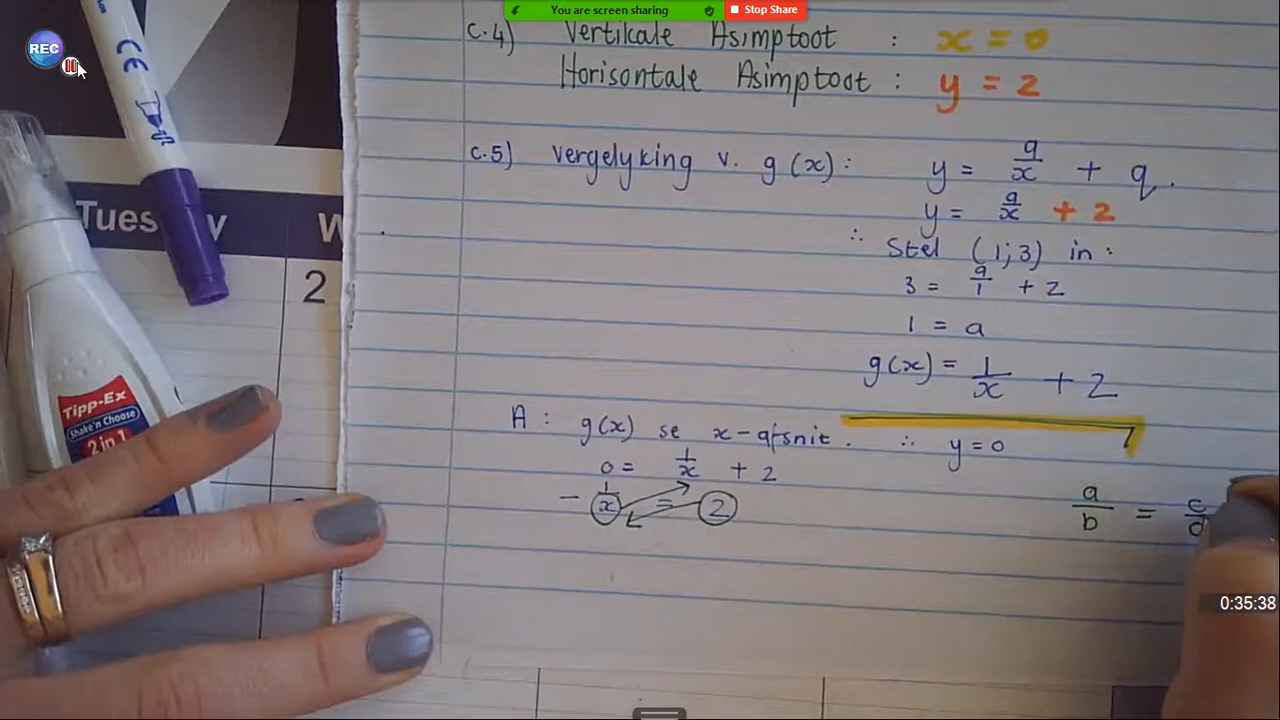 You are screen sharing
Stop Share
REC
C.4) Vertikale Asimptoot : x = 0
Horisontale Asimptoot : y = 2
C.5) Vergelyking v. g(x): y = a/x + q.
y = a/x + 2
∴ Stel (1;3) in:
3 = a/1 + 2
1 = a
g(x) = 1/x + 2
A: g(x) se x-afsnit. ∴ y = 0
0 = 1/x + 2
- 1/x = 2
a/b = c/d
CE
Tuesday
W
2
Tipp-Ex
Shake'n Choose
2 in 1
0:35:38